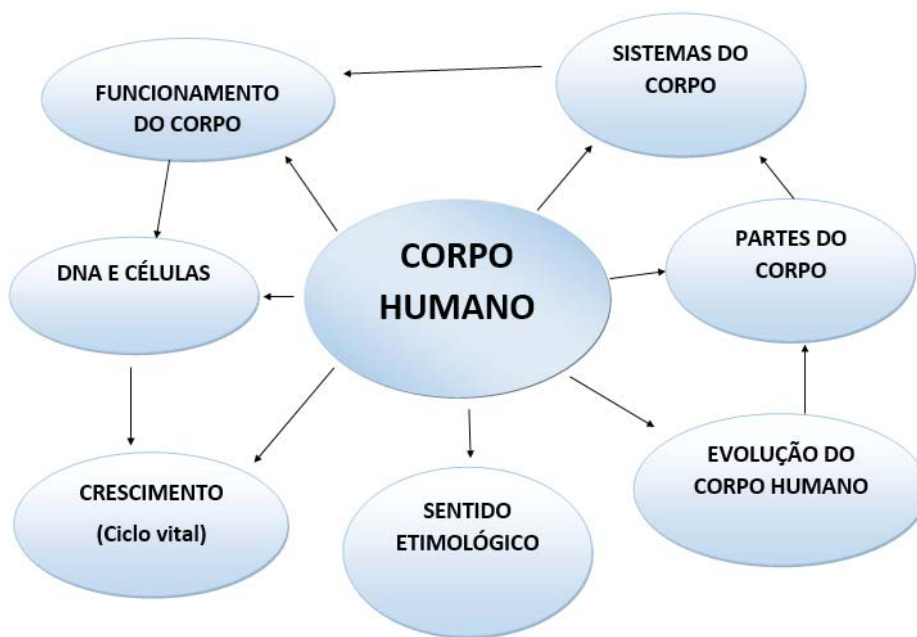 SISTEMAS DO
CORPO
FUNCIONAMENTO
DO CORPO
CORPO
HUMANO
PARTES DO
CORPO
DNA E CÉLULAS
EVOLUÇÃO DO
CORPO HUMANO
CRESCIMENTO
(Ciclo vital)
SENTIDO
ETIMOLÓGICO